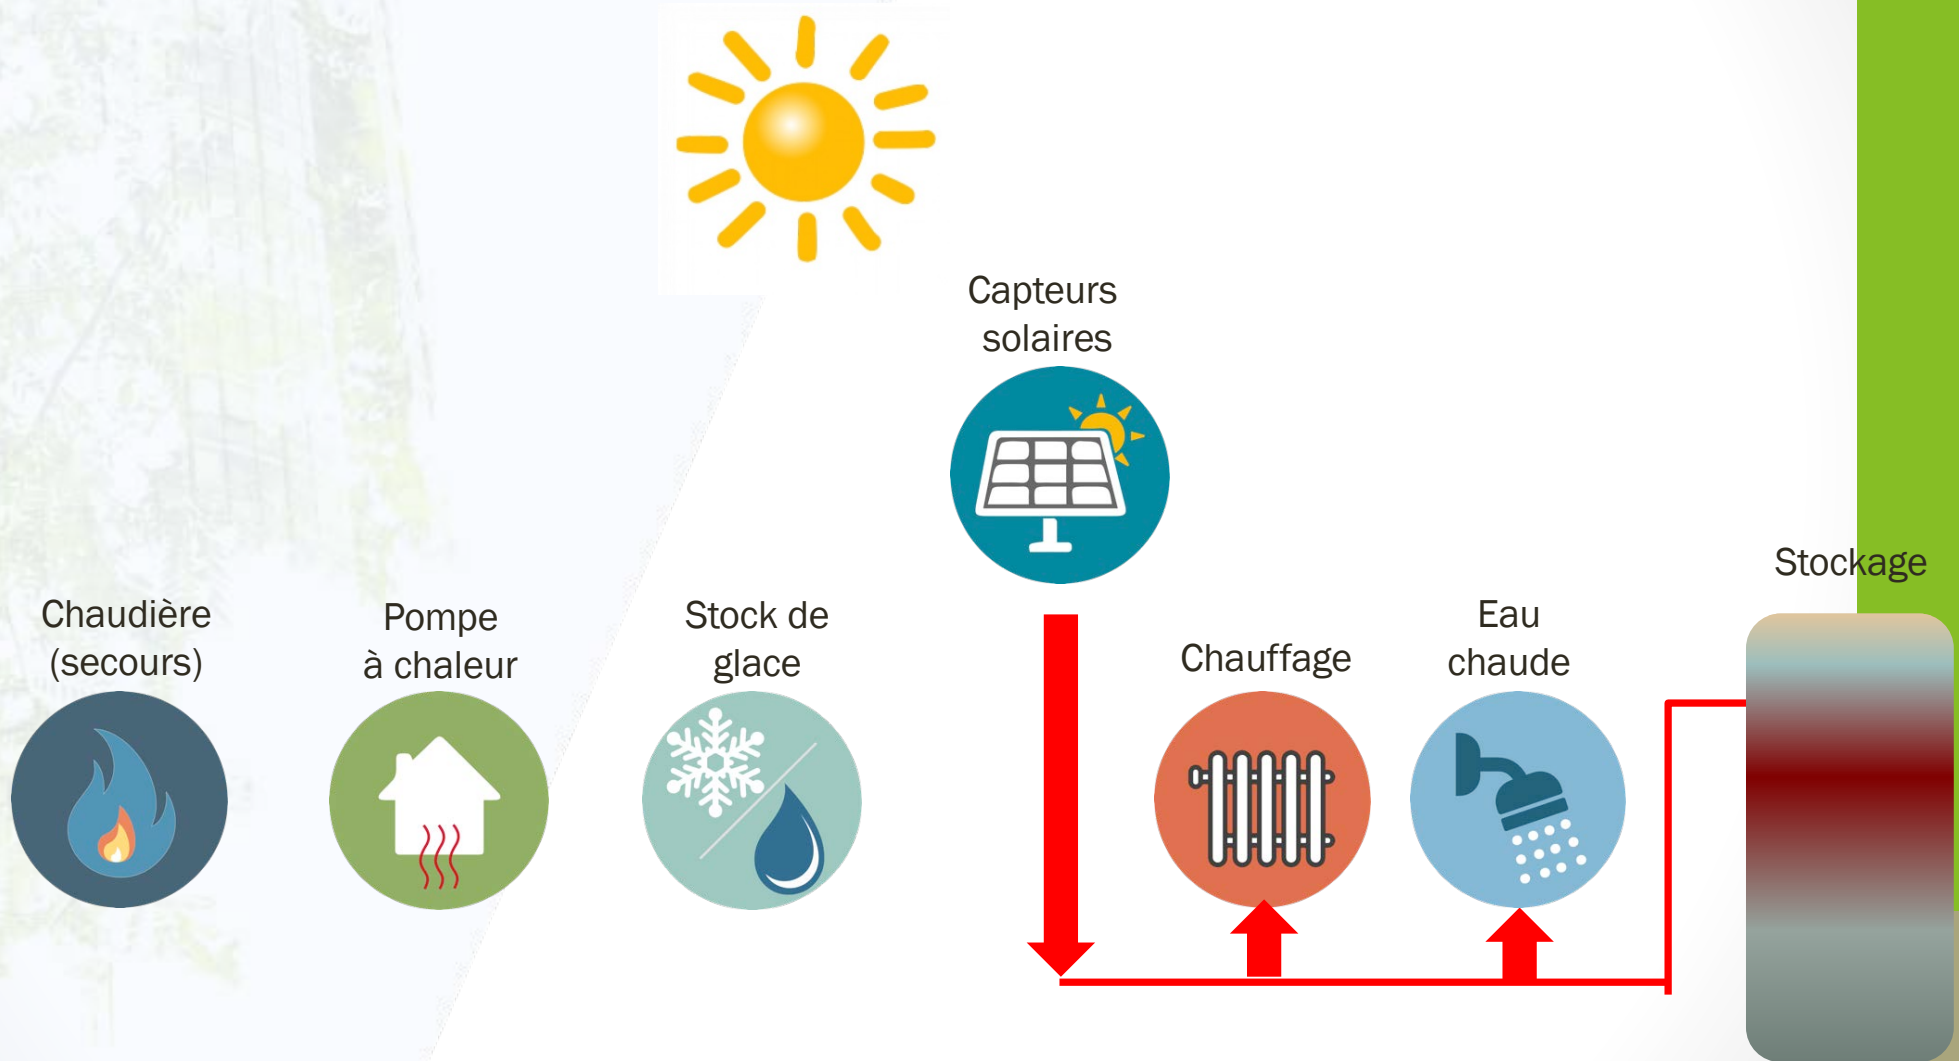 Capteurs
solaires
Stockage
Chaudière
(secours)
Pompe
à chaleur
Stock de
glace
Chauffage
Eau
chaude